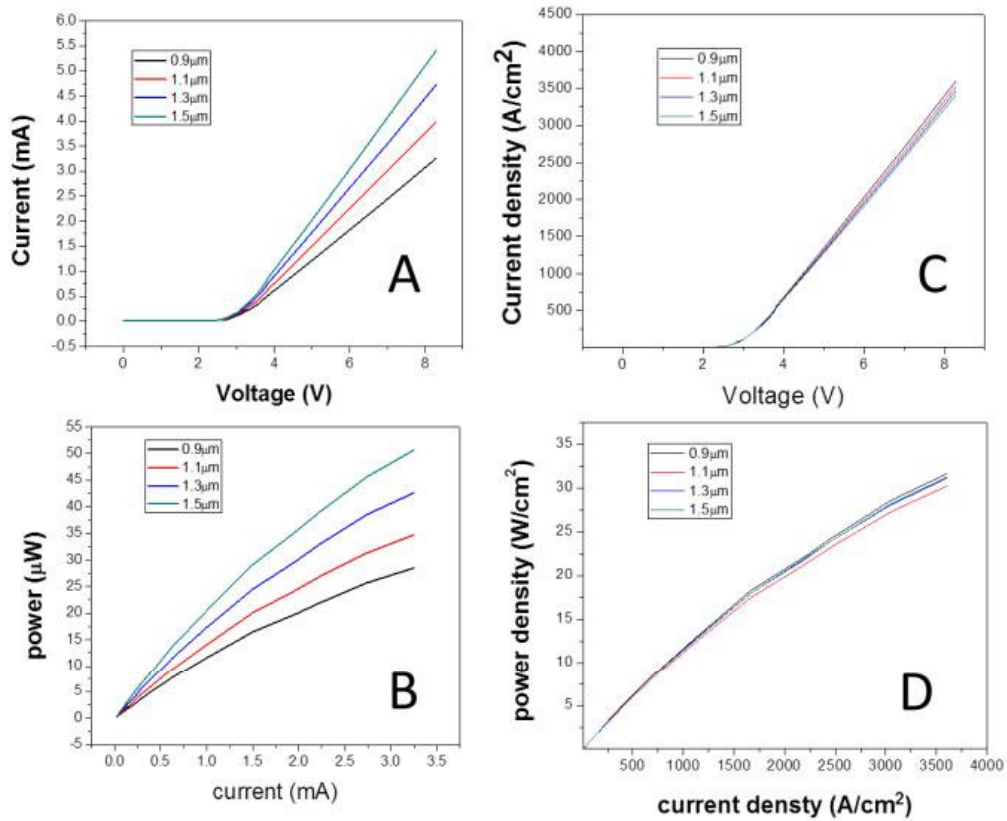 6.0
5.5
5.0
4.5
4.0
3.5
3.0
2.5
2.0
1.5
1.0
0.5
0.0
-0.5
Current (mA)
0.9μm
1.1μm
1.3μm
1.5μm
A
0 2 4 6 8
Voltage (V)
4500
4000
3500
3000
2500
2000
1500
1000
500
Current density (A/cm²)
0.9μm
1.1μm
1.3μm
1.5μm
C
0 2 4 6 8
Voltage (V)
55
50
45
40
35
30
25
20
15
10
5
0
-5
power (μW)
0.9μm
1.1μm
1.3μm
1.5μm
B
0.0 0.5 1.0 1.5 2.0 2.5 3.0 3.5
current (mA)
35
30
25
20
15
10
5
power density (W/cm²)
0.9μm
1.1μm
1.3μm
1.5μm
D
500 1000 1500 2000 2500 3000 3500 4000
current densty (A/cm²)